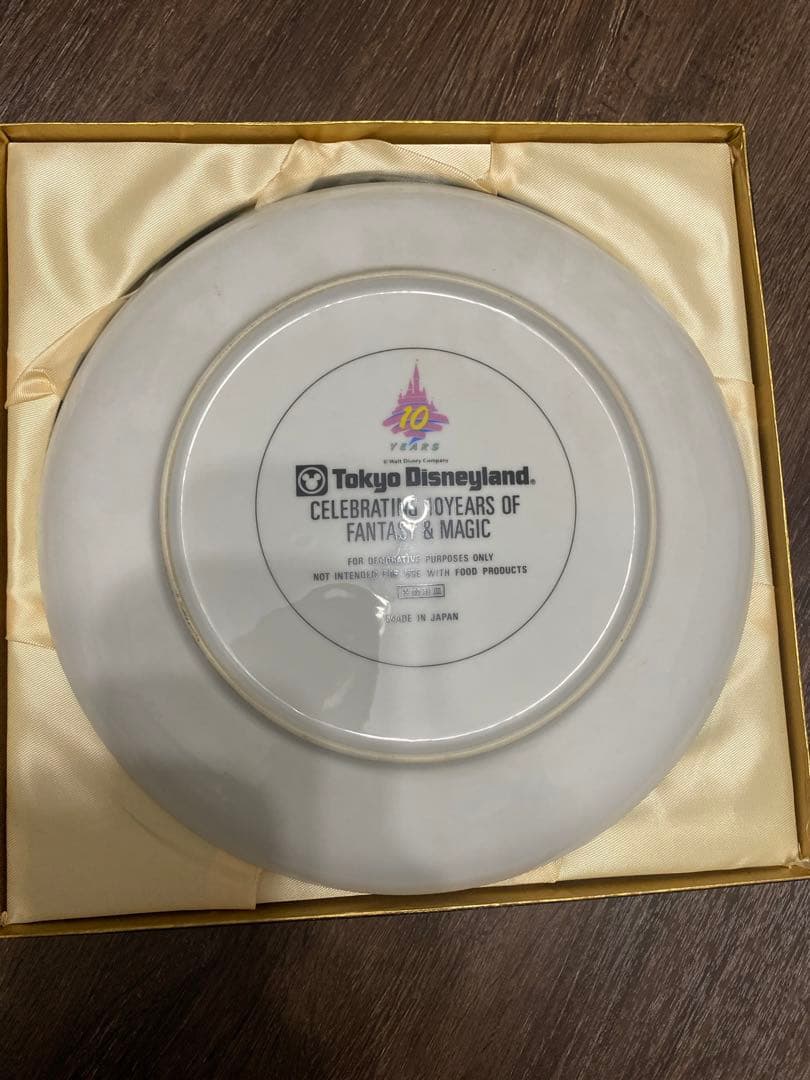 10
YEARS
© Walt Disney Company
Tokyo Disneyland®
CELEBRATING 10YEARS OF
FANTASY & MAGIC
FOR DECORATIVE PURPOSES ONLY
NOT INTENDED FOR USE WITH FOOD PRODUCTS
MADE IN JAPAN